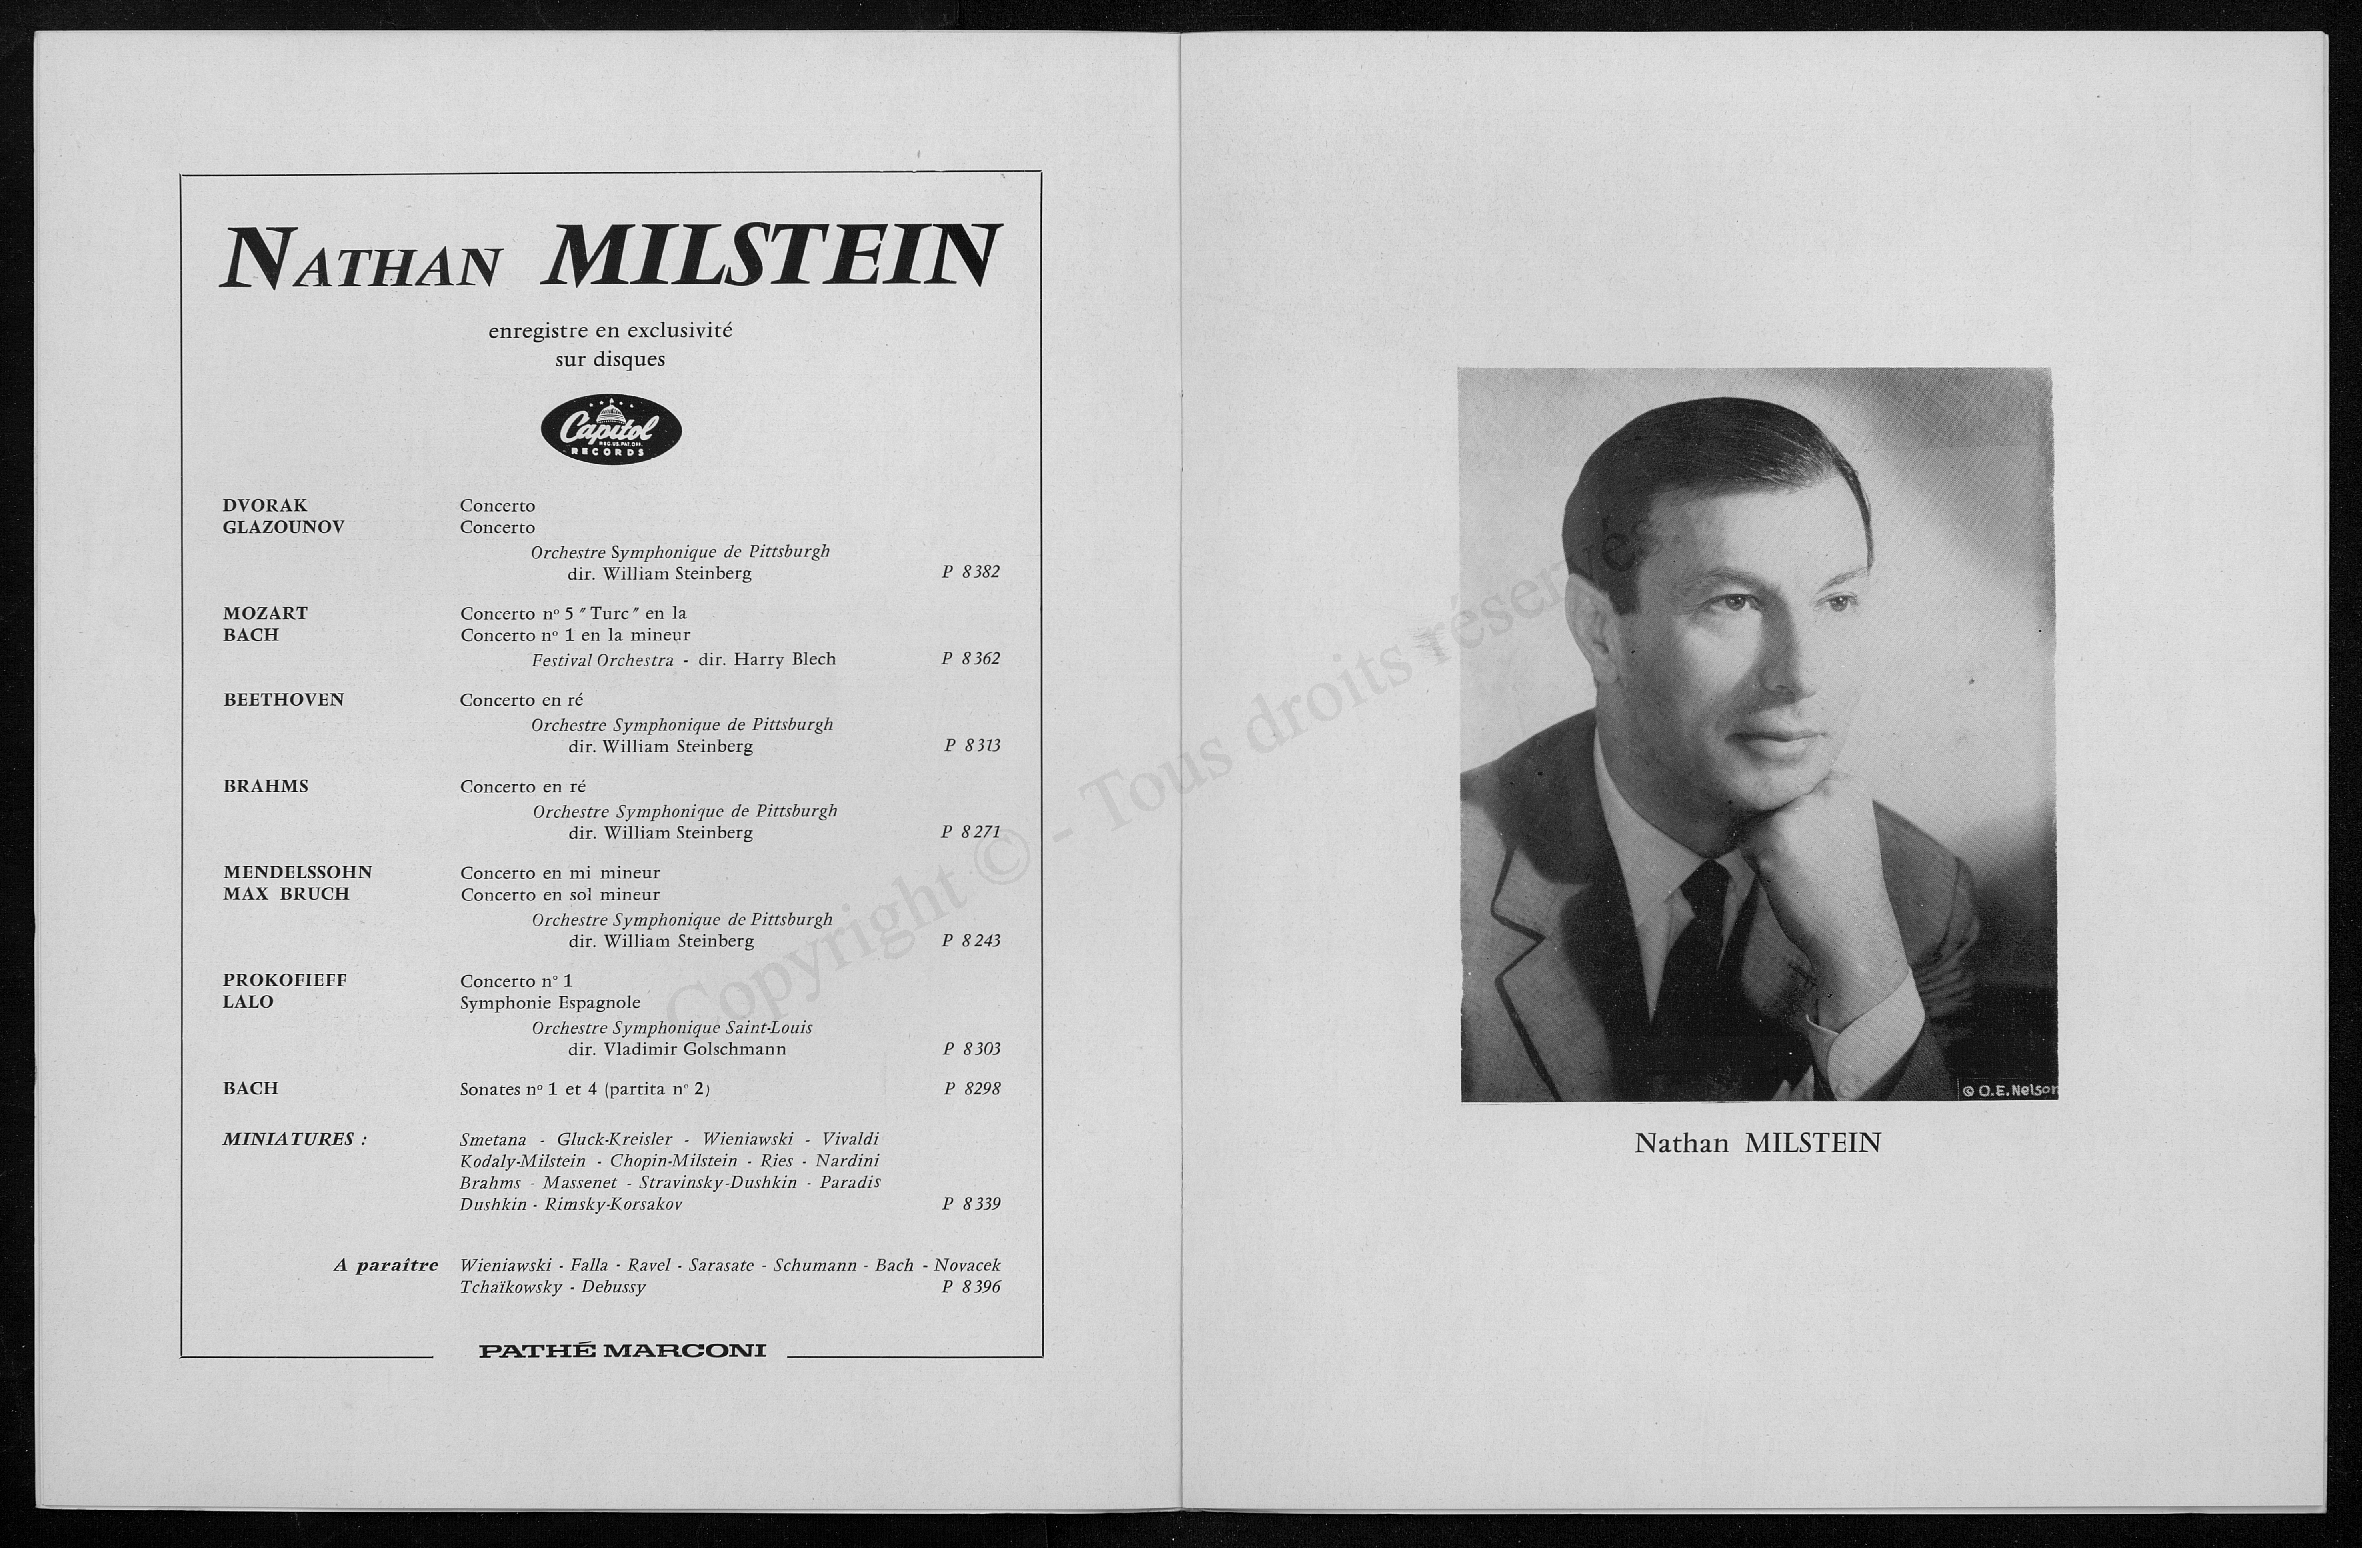 NATHAN MILSTEIN
enregistre en exclusivité
sur disques
Capitol
REG. U.S. PAT. OFF.
RECORDS
DVORAK Concerto
GLAZOUNOV Concerto
Orchestre Symphonique de Pittsburgh
dir. William Steinberg P 8382
MOZART Concerto nº 5 "Turc" en la
BACH Concerto nº 1 en la mineur
Festival Orchestra - dir. Harry Blech P 8362
BEETHOVEN Concerto en ré
Orchestre Symphonique de Pittsburgh
dir. William Steinberg P 8313
BRAHMS Concerto en ré
Orchestre Symphonique de Pittsburgh
dir. William Steinberg P 8271
MENDELSSOHN Concerto en mi mineur
MAX BRUCH Concerto en sol mineur
Orchestre Symphonique de Pittsburgh
dir. William Steinberg P 8243
PROKOFIEFF Concerto nº 1
LALO Symphonie Espagnole
Orchestre Symphonique Saint-Louis
dir. Vladimir Golschmann P 8303
BACH Sonates nº 1 et 4 (partita nº 2) P 8298
MINIATURES : Smetana - Gluck-Kreisler - Wieniawski - Vivaldi
Kodaly-Milstein - Chopin-Milstein - Ries - Nardini
Brahms - Massenet - Stravinsky-Dushkin - Paradis
Dushkin - Rimsky-Korsakov P 8339
A paraître Wieniawski - Falla - Ravel - Sarasate - Schumann - Bach - Novacek
Tchaïkowsky - Debussy P 8396
PATHÉ MARCONI
Copyright © - Tous droits réservés
© O.E. Nelson
Nathan MILSTEIN